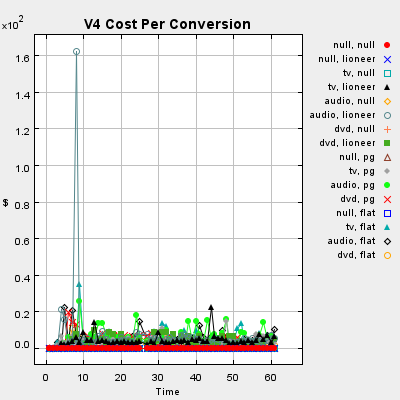 V4 Cost Per Conversion
×10²
1.6
1.4
1.2
1.0
0.8
0.6
0.4
0.2
0.0
$
0 10 20 30 40 50 60
Time
null, null
null, lioneer
tv, null
tv, lioneer
audio, null
audio, lioneer
dvd, null
dvd, lioneer
null, pg
tv, pg
audio, pg
dvd, pg
null, flat
tv, flat
audio, flat
dvd, flat